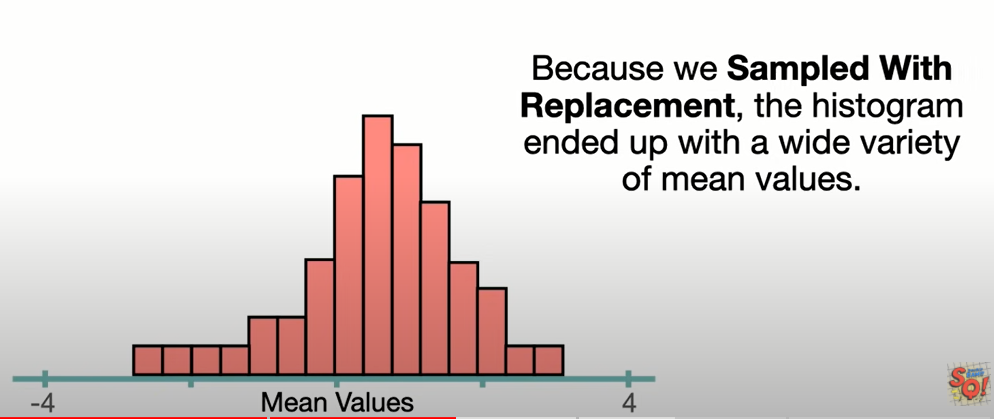 Because we Sampled With
Replacement, the histogram
ended up with a wide variety
of mean values.
-4
Mean Values
4
SQ!